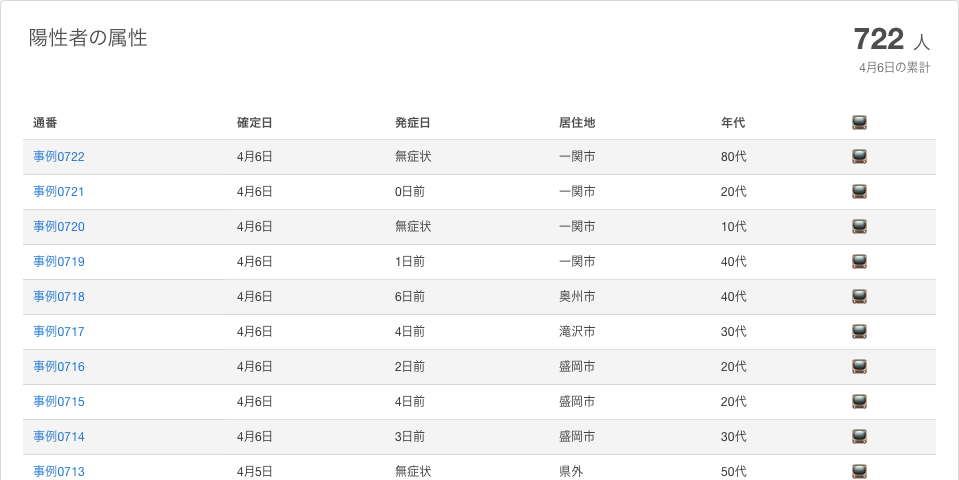 陽性者の属性
722 人
4月6日の累計
通番 確定日 発症日 居住地 年代
事例0722 4月6日 無症状 一関市 80代
事例0721 4月6日 0日前 一関市 20代
事例0720 4月6日 無症状 一関市 10代
事例0719 4月6日 1日前 一関市 40代
事例0718 4月6日 6日前 奥州市 40代
事例0717 4月6日 4日前 滝沢市 30代
事例0716 4月6日 2日前 盛岡市 20代
事例0715 4月6日 4日前 盛岡市 20代
事例0714 4月6日 3日前 盛岡市 30代
事例0713 4月5日 無症状 県外 50代